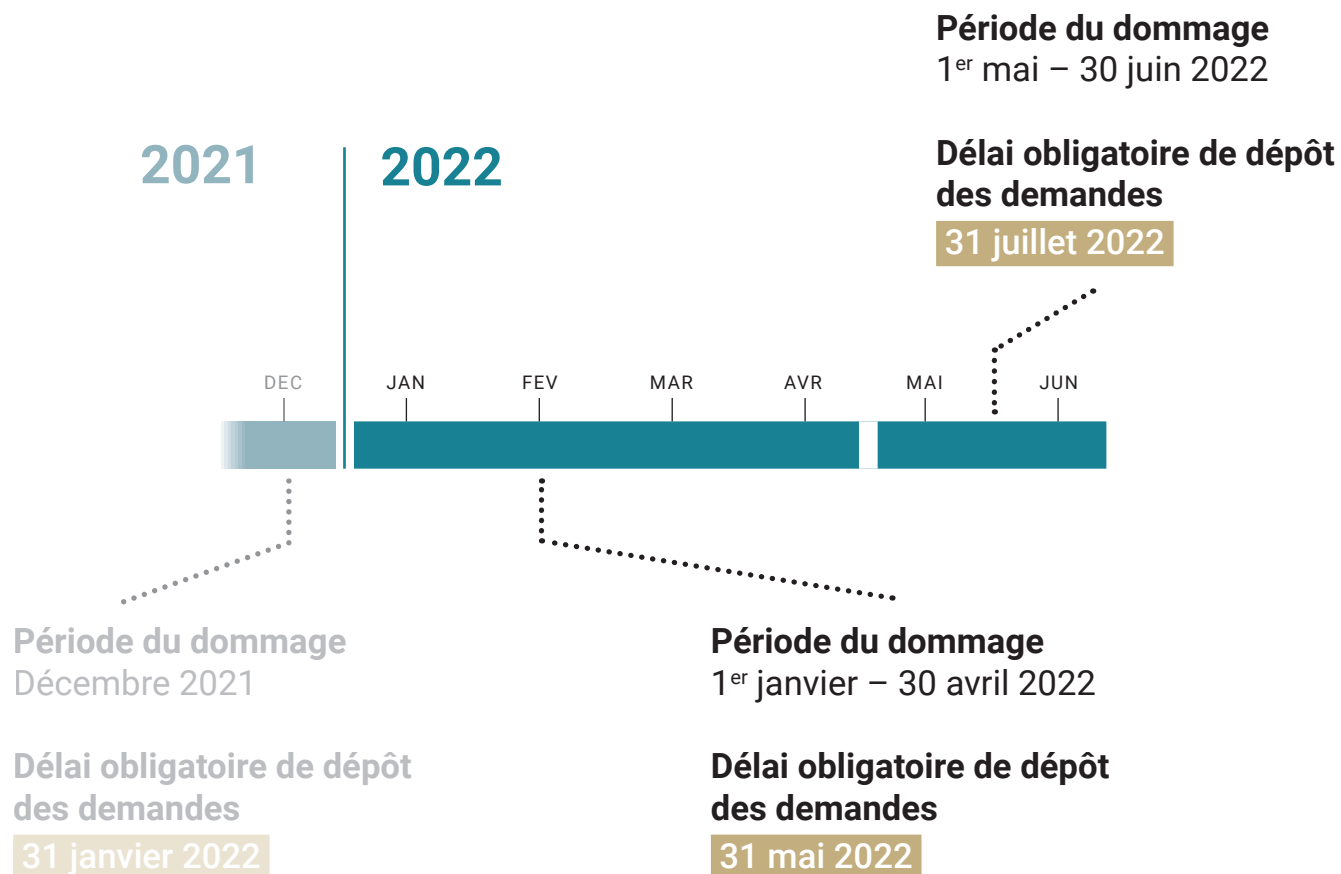 Période du dommage
1er mai – 30 juin 2022
Délai obligatoire de dépôt
des demandes
31 juillet 2022
2021
2022
DEC
JAN
FEV
MAR
AVR
MAI
JUN
Période du dommage
Décembre 2021
Délai obligatoire de dépôt
des demandes
31 janvier 2022
Période du dommage
1er janvier – 30 avril 2022
Délai obligatoire de dépôt
des demandes
31 mai 2022